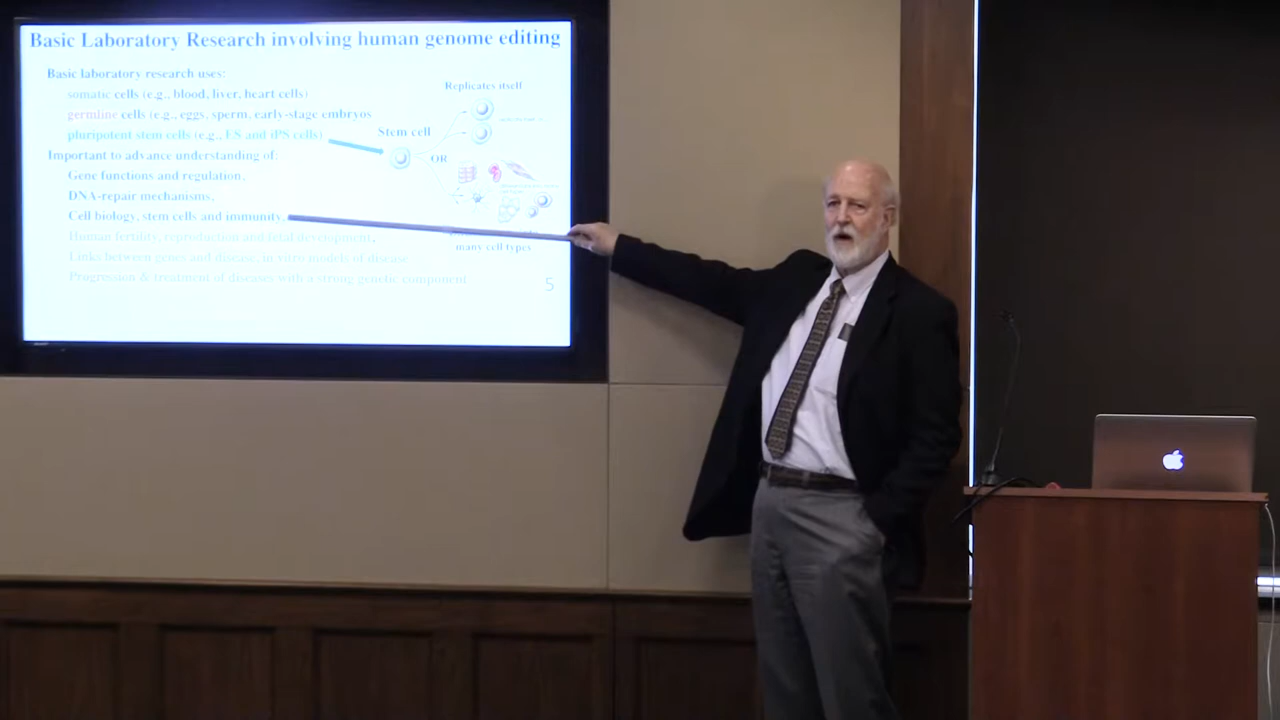 Basic Laboratory Research involving human genome editing
Basic laboratory research uses:
somatic cells (e.g., blood, liver, heart cells)
germline cells (e.g., eggs, sperm, early-stage embryos
pluripotent stem cells (e.g., ES and iPS cells)
Important to advance understanding of:
Gene functions and regulation,
DNA-repair mechanisms,
Cell biology, stem cells and immunity,
Human fertility, reproduction and fetal development,
Links between genes and disease, in vitro models of disease
Progression & treatment of diseases with a strong genetic component
Replicates itself
Stem cell
OR
many cell types
5